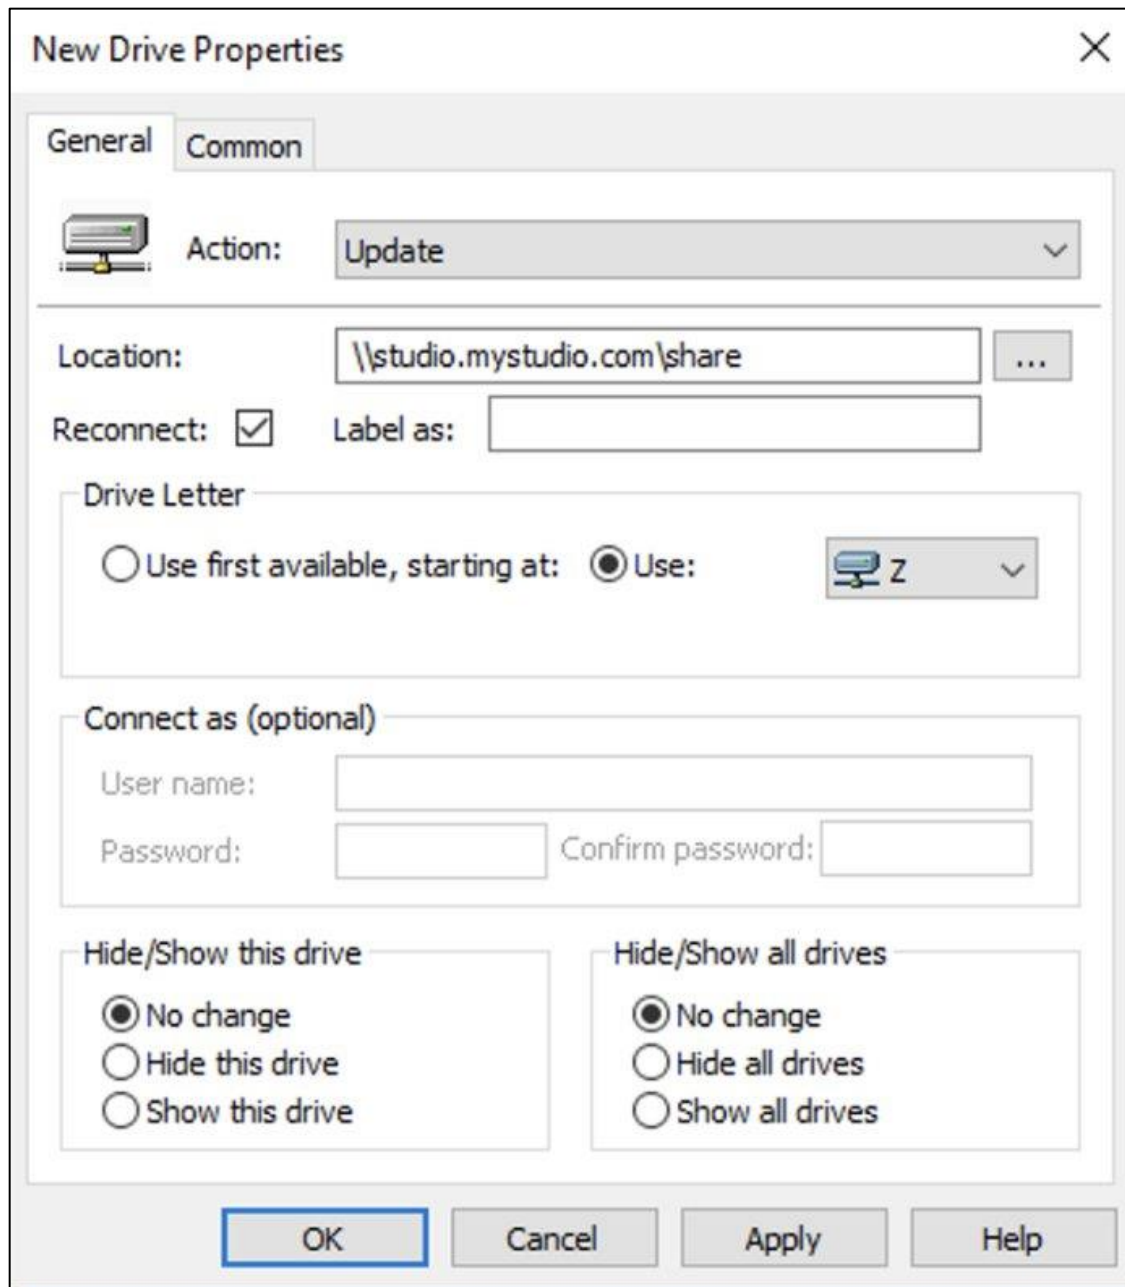 New Drive Properties
General Common
Action: Update
Location: \\studio.mystudio.com\share ...
Reconnect: Label as:
Drive Letter
Use first available, starting at: Use: Z
Connect as (optional)
User name:
Password: Confirm password:
Hide/Show this drive Hide/Show all drives
No change No change
Hide this drive Hide all drives
Show this drive Show all drives
OK Cancel Apply Help